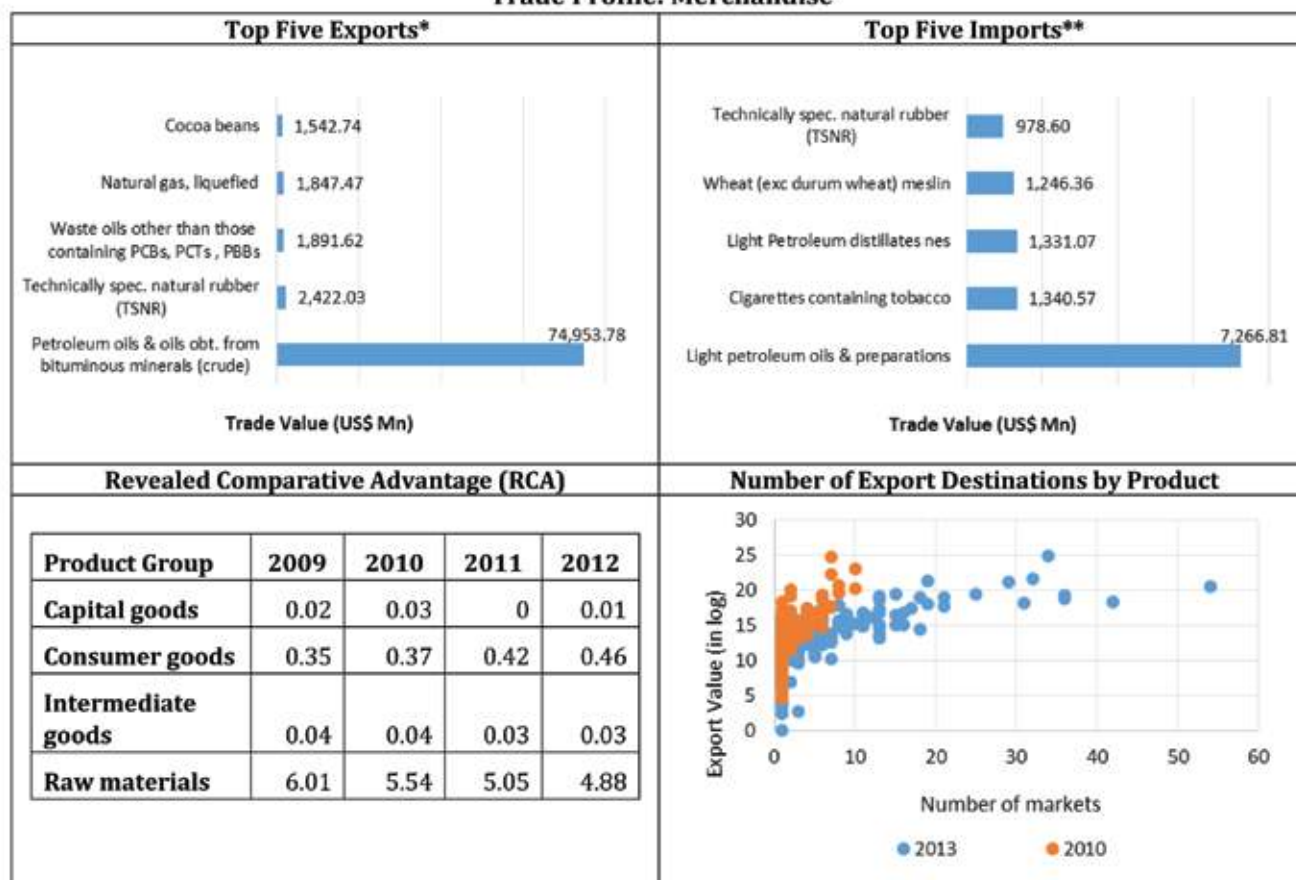 Trade Profile: Merchandise
Top Five Exports*
Cocoa beans
1,542.74
Natural gas, liquefied
1,847.47
Waste oils other than those
containing PCBs, PCTs , PBBs
1,891.62
Technically spec. natural rubber
(TSNR)
2,422.03
Petroleum oils & oils obt. from
bituminous minerals (crude)
74,953.78
Trade Value (US$ Mn)
Top Five Imports**
Technically spec. natural rubber
(TSNR)
978.60
Wheat (exc durum wheat) meslin
1,246.36
Light Petroleum distillates nes
1,331.07
Cigarettes containing tobacco
1,340.57
Light petroleum oils & preparations
7,266.81
Trade Value (US$ Mn)
Revealed Comparative Advantage (RCA)
Product Group 2009 2010 2011 2012
Capital goods 0.02 0.03 0 0.01
Consumer goods 0.35 0.37 0.42 0.46
Intermediate
goods 0.04 0.04 0.03 0.03
Raw materials 6.01 5.54 5.05 4.88
Number of Export Destinations by Product
Export Value (in log)
30
25
20
15
10
5
0
0 10 20 30 40 50 60
Number of markets
2013 2010